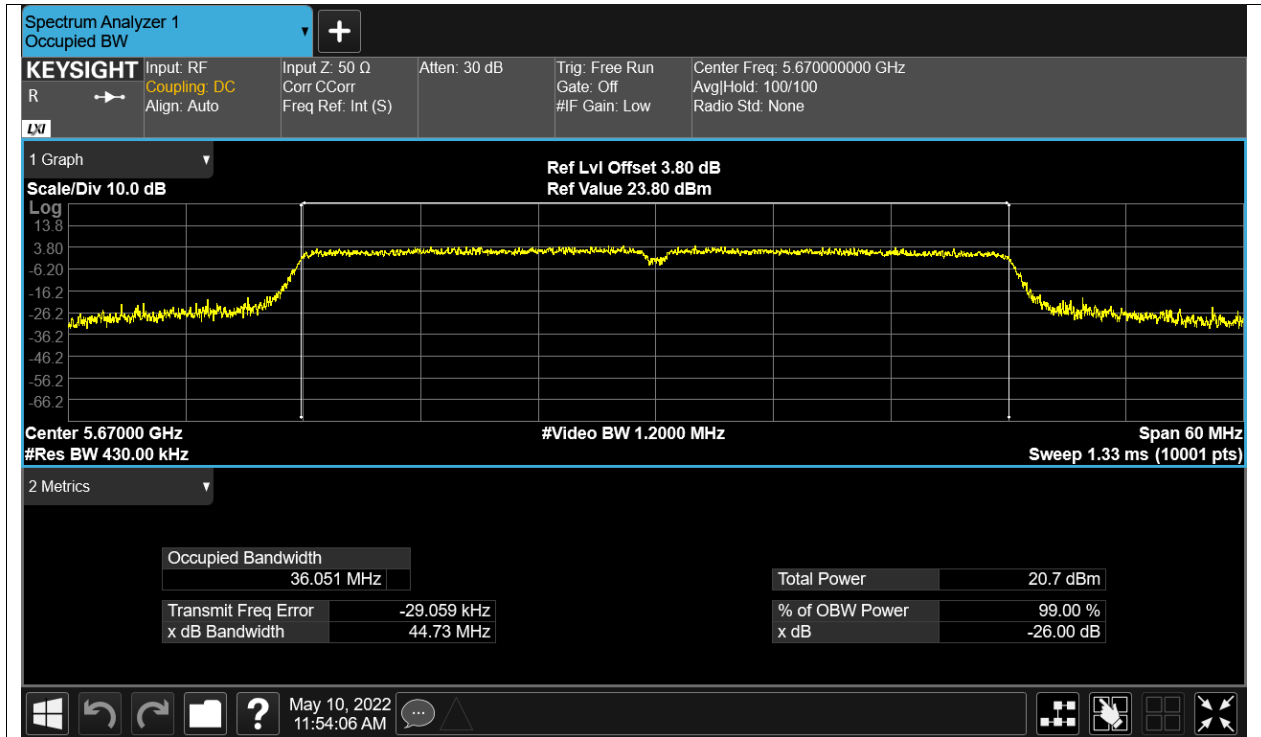 Spectrum Analyzer 1
Occupied BW
KEYSIGHT
R
LXI
Input: RF
Coupling: DC
Align: Auto
Input Z: 50 Ω
Corr CCorr
Freq Ref: Int (S)
Atten: 30 dB
Trig: Free Run
Gate: Off
#IF Gain: Low
Center Freq: 5.670000000 GHz
Avg|Hold: 100/100
Radio Std: None
1 Graph
Scale/Div 10.0 dB
Ref Lvl Offset 3.80 dB
Ref Value 23.80 dBm
Log
13.8
3.80
-6.20
-16.2
-26.2
-36.2
-46.2
-56.2
-66.2
Center 5.67000 GHz
#Res BW 430.00 kHz
#Video BW 1.2000 MHz
Span 60 MHz
Sweep 1.33 ms (10001 pts)
2 Metrics
Occupied Bandwidth
36.051 MHz
Transmit Freq Error -29.059 kHz
x dB Bandwidth 44.73 MHz
Total Power 20.7 dBm
% of OBW Power 99.00 %
x dB -26.00 dB
?
May 10, 2022
11:54:06 AM